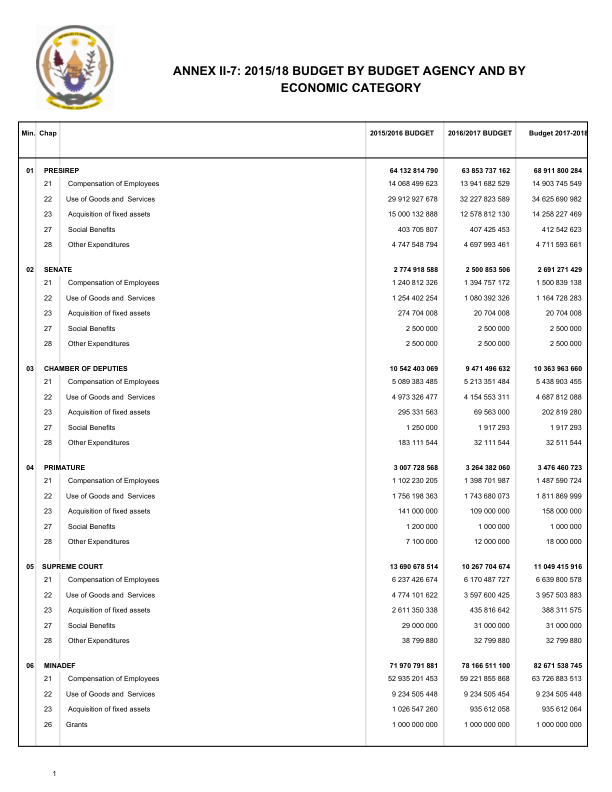 ANNEX II-7: 2015/18 BUDGET BY BUDGET AGENCY AND BY
ECONOMIC CATEGORY
Min. Chap 2015/2016 BUDGET 2016/2017 BUDGET Budget 2017-2018
01 PRESIREP 64 132 814 790 63 853 737 162 68 911 800 284
21 Compensation of Employees 14 068 499 623 13 941 682 529 14 903 745 549
22 Use of Goods and Services 29 912 927 678 32 227 823 589 34 625 690 982
23 Acquisition of fixed assets 15 000 132 888 12 578 812 130 14 258 227 469
27 Social Benefits 403 705 807 407 425 453 412 542 623
28 Other Expenditures 4 747 548 794 4 697 993 461 4 711 593 661
02 SENATE 2 774 918 588 2 500 853 506 2 691 271 429
21 Compensation of Employees 1 240 812 326 1 394 757 172 1 500 839 138
22 Use of Goods and Services 1 254 402 254 1 080 392 326 1 164 728 283
23 Acquisition of fixed assets 274 704 008 20 704 008 20 704 008
27 Social Benefits 2 500 000 2 500 000 2 500 000
28 Other Expenditures 2 500 000 2 500 000 2 500 000
03 CHAMBER OF DEPUTIES 10 542 403 069 9 471 496 632 10 363 963 660
21 Compensation of Employees 5 089 383 485 5 213 351 484 5 438 903 455
22 Use of Goods and Services 4 973 326 477 4 154 553 311 4 687 812 088
23 Acquisition of fixed assets 295 331 563 69 563 000 202 819 280
27 Social Benefits 1 250 000 1 917 293 1 917 293
28 Other Expenditures 183 111 544 32 111 544 32 511 544
04 PRIMATURE 3 007 728 568 3 264 382 060 3 476 460 723
21 Compensation of Employees 1 102 230 205 1 398 701 987 1 487 590 724
22 Use of Goods and Services 1 756 198 363 1 743 680 073 1 811 869 999
23 Acquisition of fixed assets 141 000 000 109 000 000 158 000 000
27 Social Benefits 1 200 000 1 000 000 1 000 000
28 Other Expenditures 7 100 000 12 000 000 18 000 000
05 SUPREME COURT 13 690 678 514 10 267 704 674 11 049 415 916
21 Compensation of Employees 6 237 426 674 6 170 487 727 6 639 800 578
22 Use of Goods and Services 4 774 101 622 3 597 600 425 3 957 503 883
23 Acquisition of fixed assets 2 611 350 338 435 816 642 388 311 575
27 Social Benefits 29 000 000 31 000 000 31 000 000
28 Other Expenditures 38 799 880 32 799 880 32 799 880
06 MINADEF 71 970 791 881 78 166 511 100 82 671 538 745
21 Compensation of Employees 52 935 201 453 59 221 855 868 63 726 883 513
22 Use of Goods and Services 9 234 505 448 9 234 505 454 9 234 505 448
23 Acquisition of fixed assets 1 026 547 260 935 612 058 935 612 064
26 Grants 1 000 000 000 1 000 000 000 1 000 000 000
1